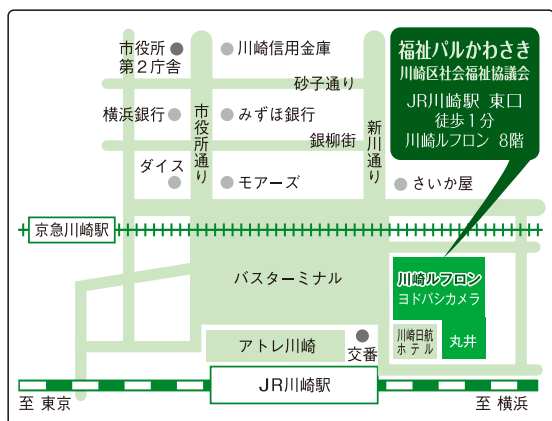 市役所
第2庁舎
川崎信用金庫
砂子通り
横浜銀行
みずほ銀行
銀柳街
市役所通り
新川通り
ダイス
モアーズ
さいか屋
福祉パルかわさき
川崎区社会福祉協議会
JR川崎駅 東口
徒歩1分
川崎ルフロン 8階
京急川崎駅
バスターミナル
川崎ルフロン
ヨドバシカメラ
川崎日航
ホテル
丸井
アトレ川崎
交番
JR川崎駅
至 東京
至 横浜